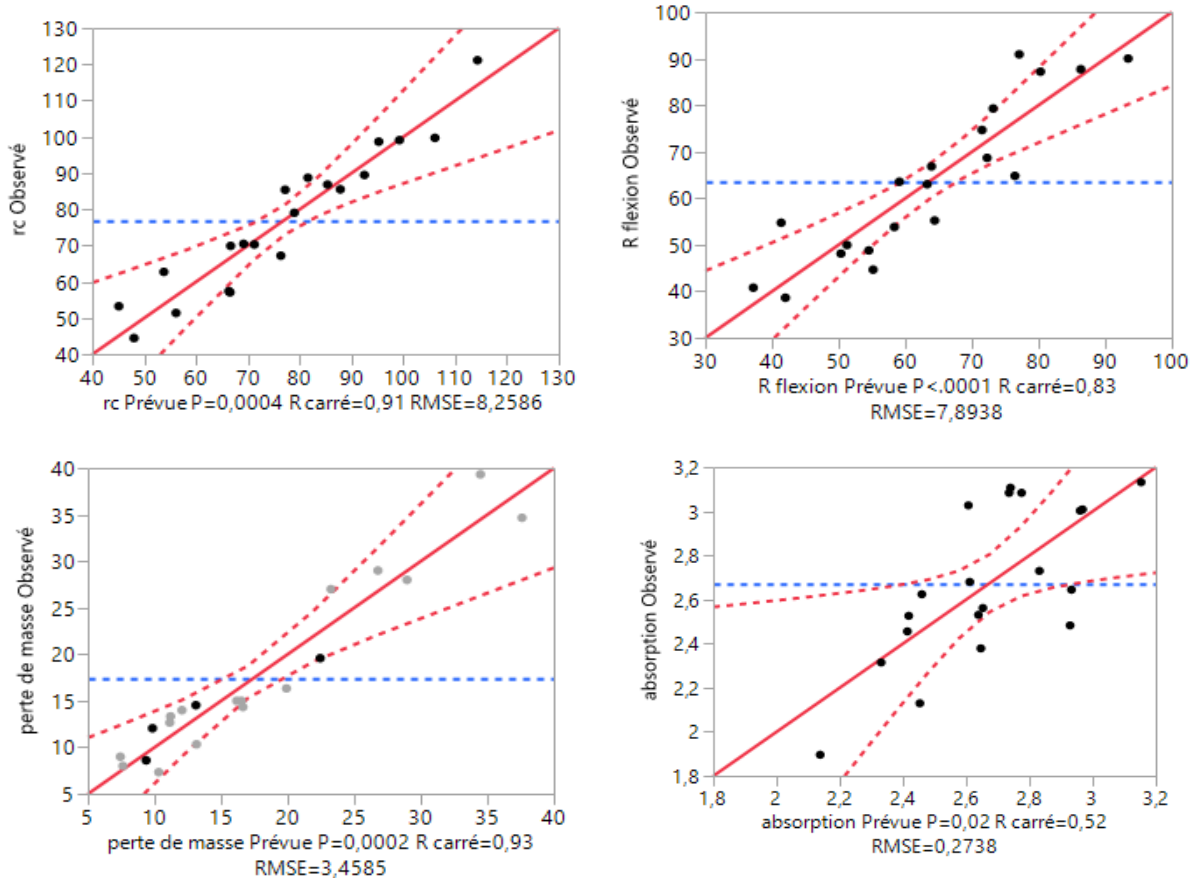 130
120
110
100
90
80
70
60
50
40
rc Observé
40 50 60 70 80 90 100 110 120 130
rc Prévue P=0,0004 R carré=0,91 RMSE=8,2586
100
90
80
70
60
50
40
30
R flexion Observé
30 40 50 60 70 80 90 100
R flexion Prévue P<.0001 R carré=0,83
RMSE=7,8938
40
35
30
25
20
15
10
5
perte de masse Observé
5 10 15 20 25 30 35 40
perte de masse Prévue P=0,0002 R carré=0,93
RMSE=3,4585
3,2
3
2,8
2,6
2,4
2,2
2
1,8
absorption Observé
1,8 2 2,2 2,4 2,6 2,8 3 3,2
absorption Prévue P=0,02 R carré=0,52
RMSE=0,2738